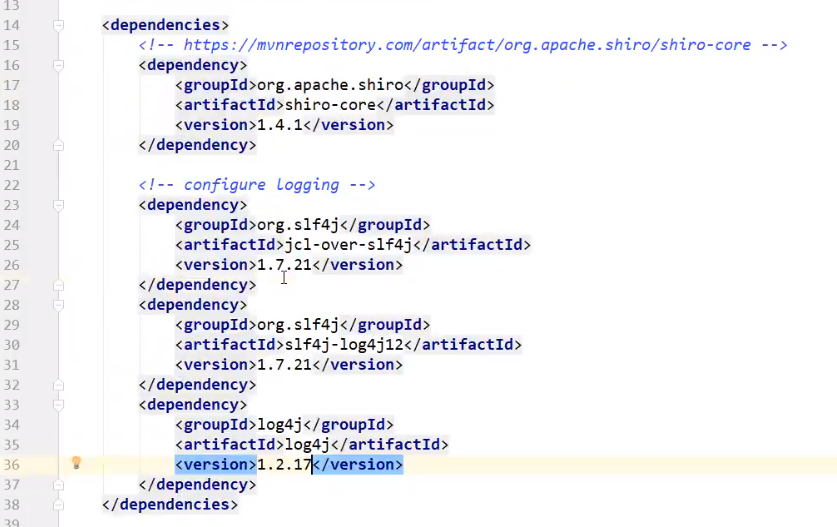 13
14 <dependencies>
15 <!-- https://mvnrepository.com/artifact/org.apache.shiro/shiro-core -->
16 <dependency>
17 <groupId>org.apache.shiro</groupId>
18 <artifactId>shiro-core</artifactId>
19 <version>1.4.1</version>
20 </dependency>
21
22 <!-- configure logging -->
23 <dependency>
24 <groupId>org.slf4j</groupId>
25 <artifactId>jcl-over-slf4j</artifactId>
26 <version>1.7.21</version>
27 </dependency>
28 <dependency>
29 <groupId>org.slf4j</groupId>
30 <artifactId>slf4j-log4j12</artifactId>
31 <version>1.7.21</version>
32 </dependency>
33 <dependency>
34 <groupId>log4j</groupId>
35 <artifactId>log4j</artifactId>
36 <version>1.2.17</version>
37 </dependency>
38 </dependencies>
39